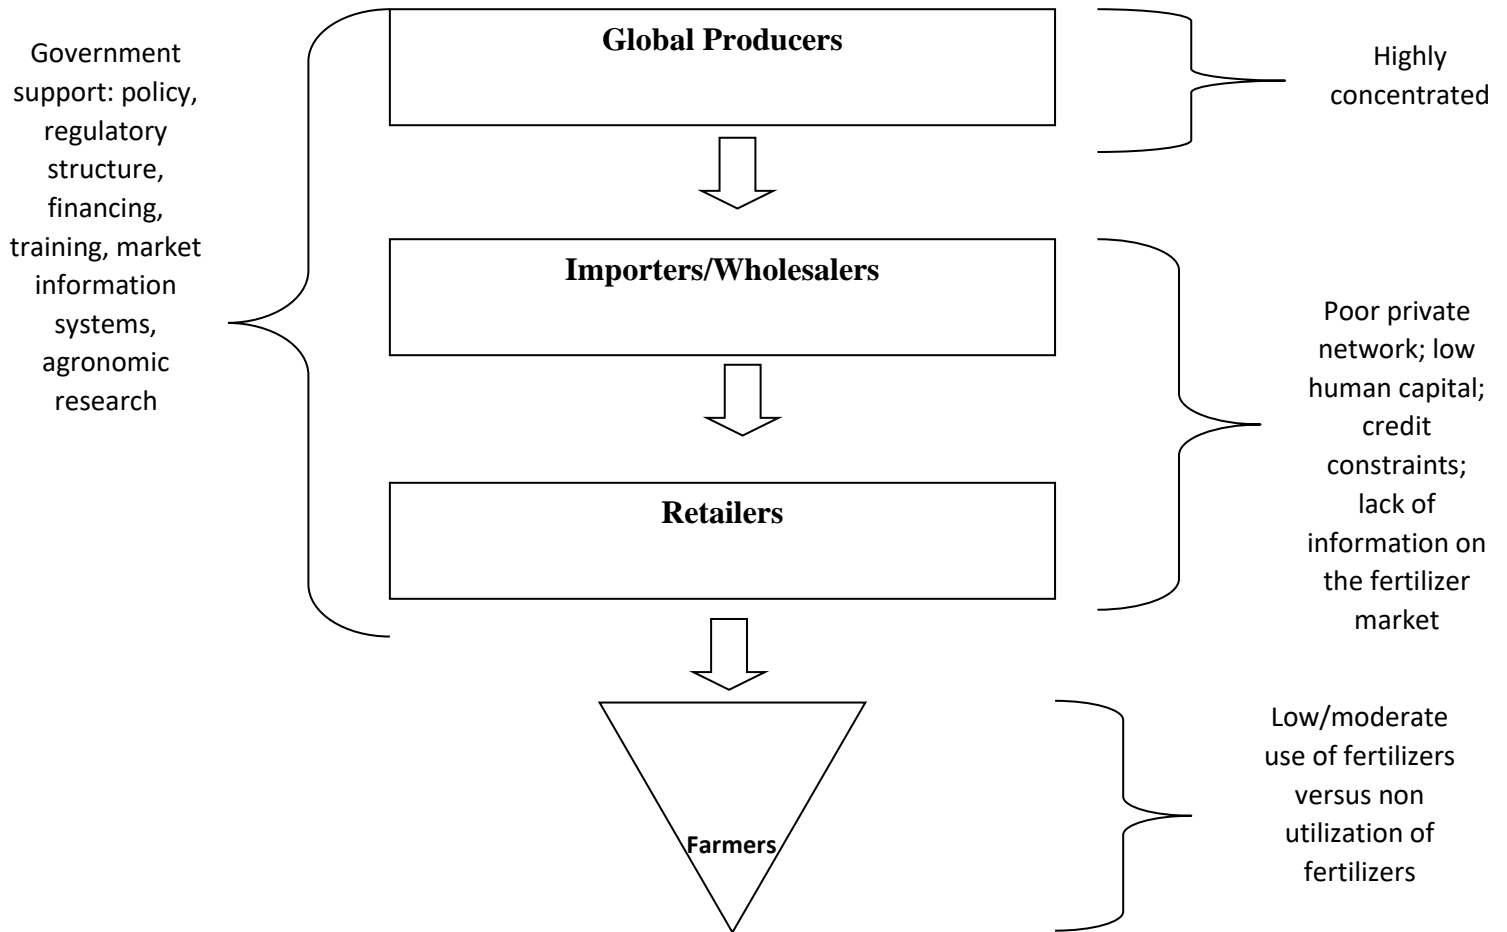 Government
support: policy,
regulatory
structure,
financing,
training, market
information
systems,
agronomic
research
Global Producers
Highly
concentrated
Importers/Wholesalers
Retailers
Poor private
network; low
human capital;
credit
constraints;
lack of
information on
the fertilizer
market
Farmers
Low/moderate
use of fertilizers
versus non
utilization of
fertilizers